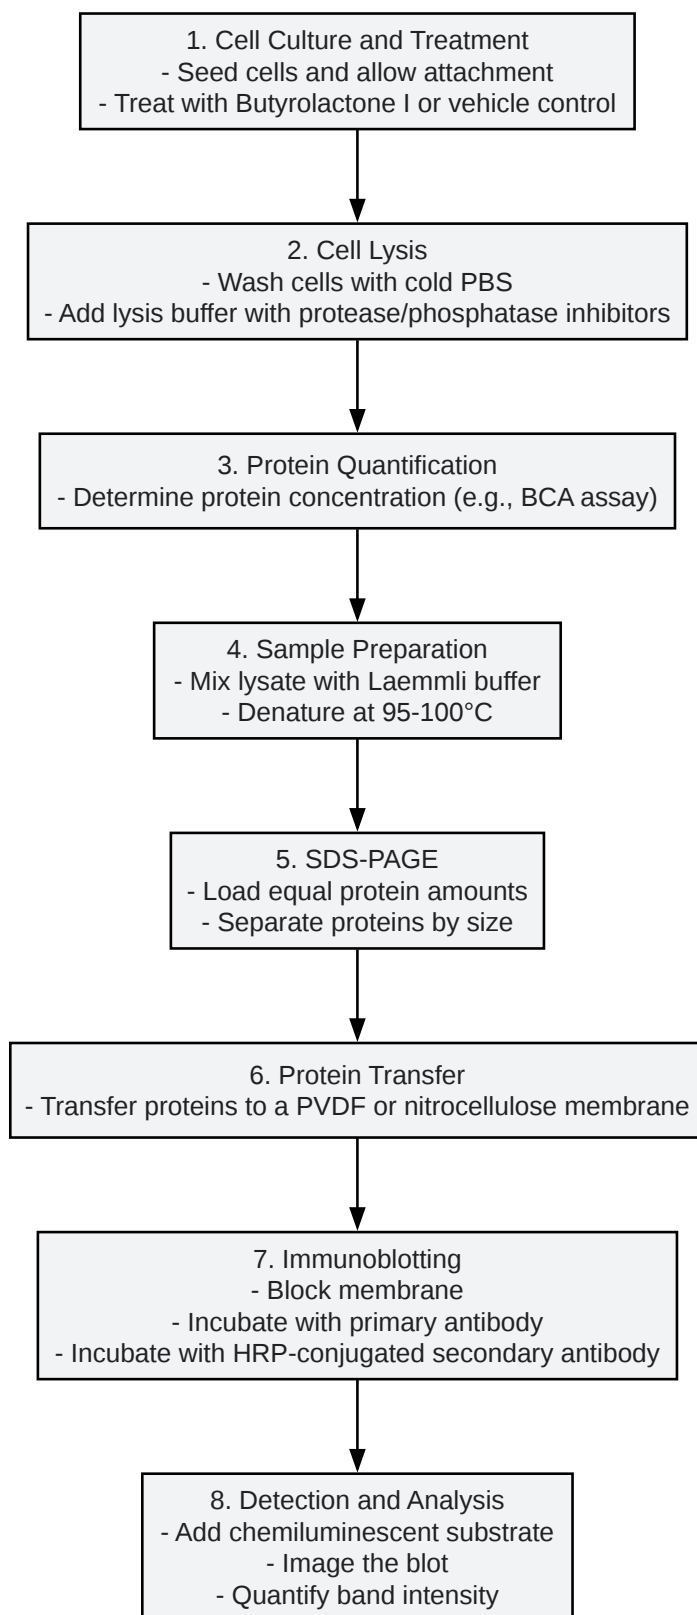 1. Cell Culture and Treatment
- Seed cells and allow attachment
- Treat with Butyrolactone I or vehicle control
2. Cell Lysis
- Wash cells with cold PBS
- Add lysis buffer with protease/phosphatase inhibitors
3. Protein Quantification
- Determine protein concentration (e.g., BCA assay)
4. Sample Preparation
- Mix lysate with Laemmli buffer
- Denature at 95-100°C
5. SDS-PAGE
- Load equal protein amounts
- Separate proteins by size
6. Protein Transfer
- Transfer proteins to a PVDF or nitrocellulose membrane
7. Immunoblotting
- Block membrane
- Incubate with primary antibody
- Incubate with HRP-conjugated secondary antibody
8. Detection and Analysis
- Add chemiluminescent substrate
- Image the blot
- Quantify band intensity